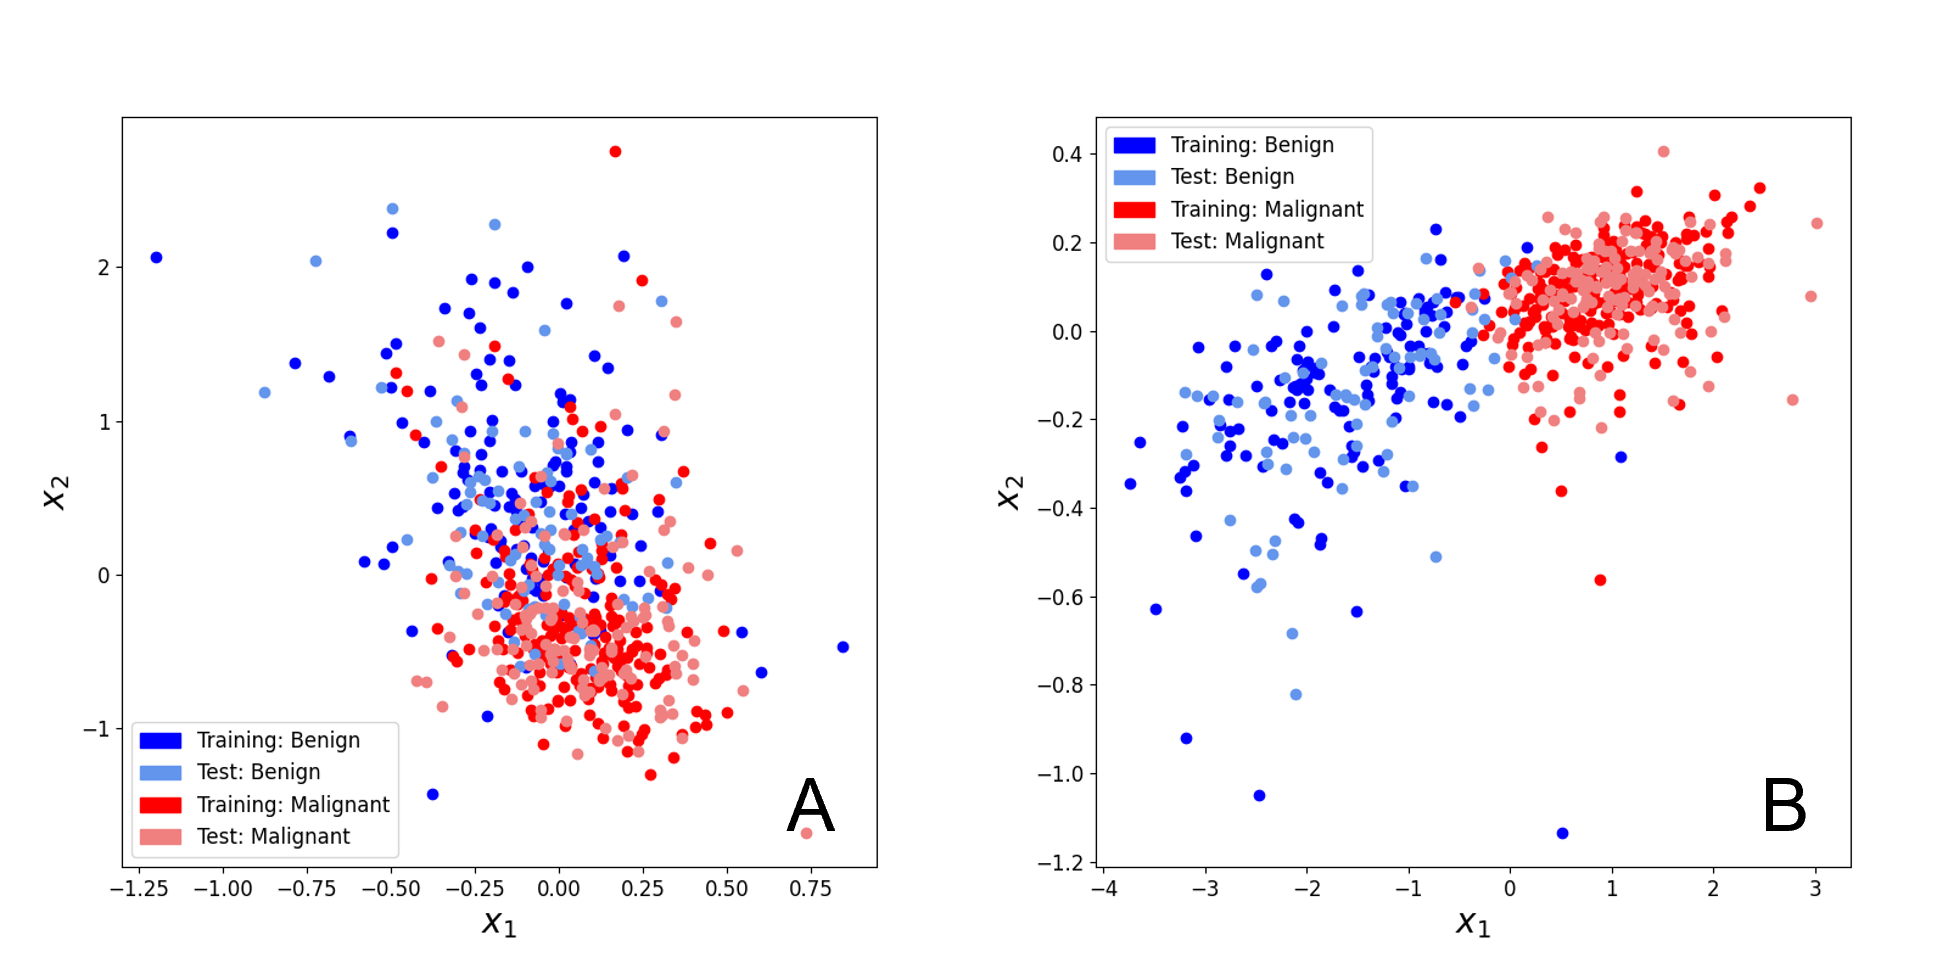 2
1
0
−1
x2
Training: Benign
Test: Benign
Training: Malignant
Test: Malignant
A
−1.25 −1.00 −0.75 −0.50 −0.25 0.00 0.25 0.50 0.75
x1
0.4
0.2
0.0
−0.2
−0.4
−0.6
−0.8
−1.0
−1.2
x2
Training: Benign
Test: Benign
Training: Malignant
Test: Malignant
B
−4 −3 −2 −1 0 1 2 3
x1